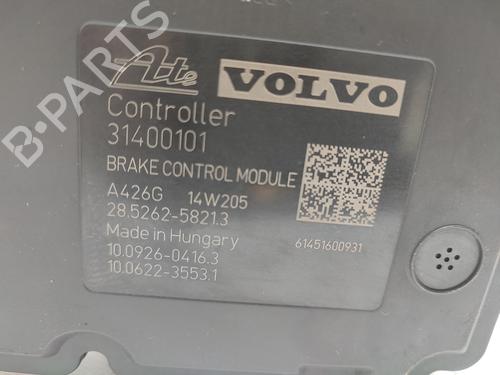 Ate VOLVO
Controller
31400101
BRAKE CONTROL MODULE
A426G 14W205
28.5262-5821.3
Made in Hungary 61451600931
10.0926-0416.3
10.0622-3553.1